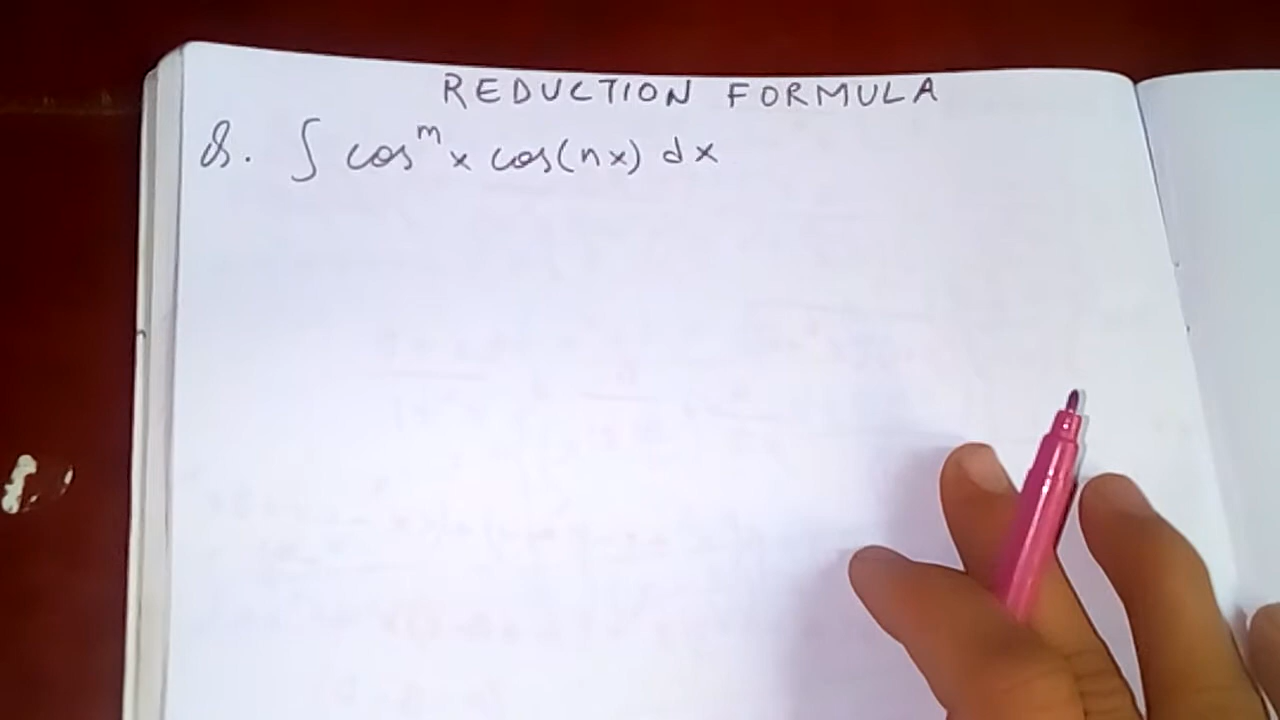 REDUCTION FORMULA
8. ∫ cos^m x cos(nx) dx